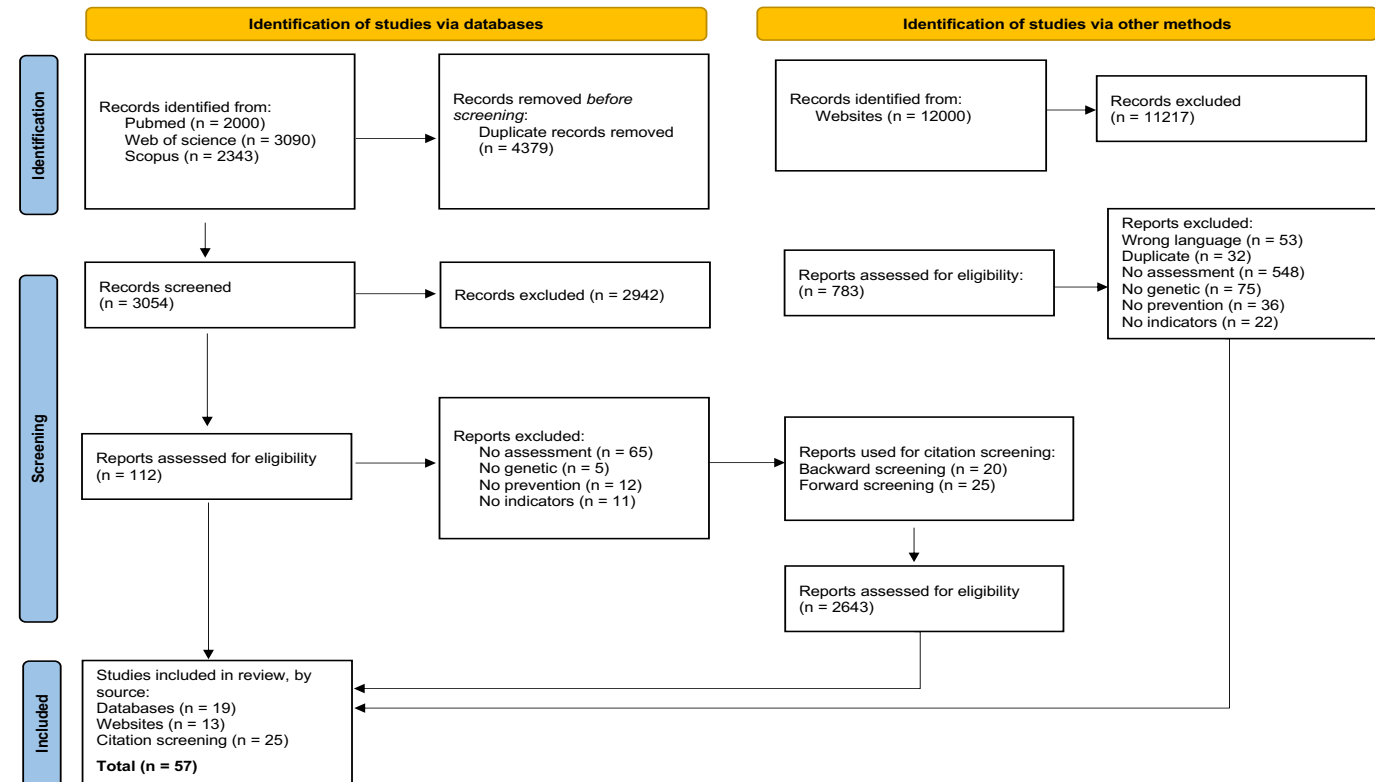 Identification of studies via databases
Identification of studies via other methods
Identification
Records identified from:
Pubmed (n = 2000)
Web of science (n = 3090)
Scopus (n = 2343)
Records removed before
screening:
Duplicate records removed
(n = 4379)
Records identified from:
Websites (n = 12000)
Records excluded
(n = 11217)
Screening
Records screened
(n = 3054)
Records excluded (n = 2942)
Reports assessed for eligibility:
(n = 783)
Reports excluded:
Wrong language (n = 53)
Duplicate (n = 32)
No assessment (n = 548)
No genetic (n = 75)
No prevention (n = 36)
No indicators (n = 22)
Reports assessed for eligibility
(n = 112)
Reports excluded:
No assessment (n = 65)
No genetic (n = 5)
No prevention (n = 12)
No indicators (n = 11)
Reports used for citation screening:
Backward screening (n = 20)
Forward screening (n = 25)
Reports assessed for eligibility
(n = 2643)
Included
Studies included in review, by
source:
Databases (n = 19)
Websites (n = 13)
Citation screening (n = 25)
Total (n = 57)